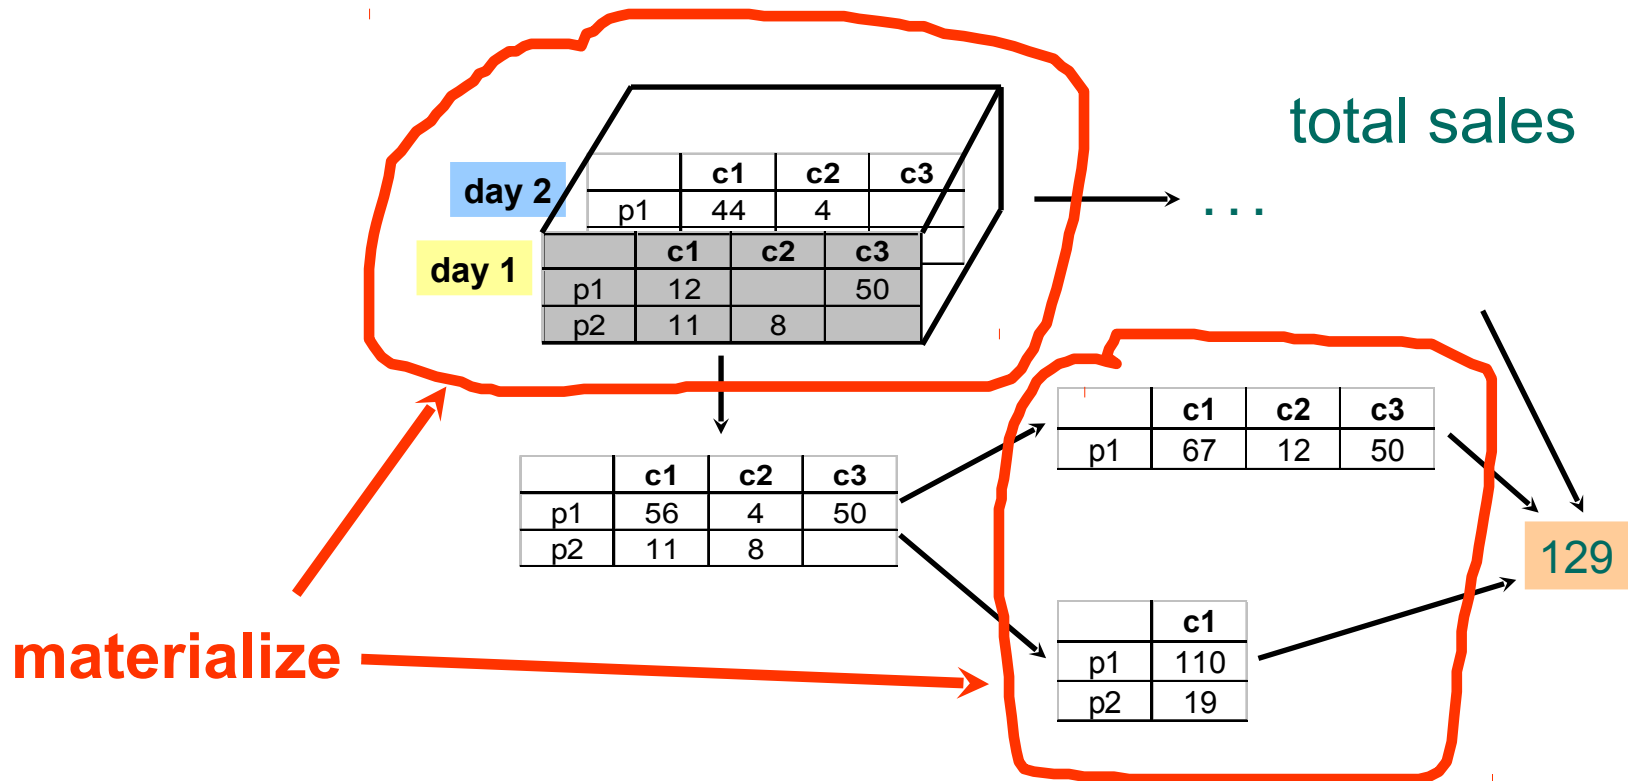 total sales
day 2
c1 c2 c3
p1 44 4
...
day 1
c1 c2 c3
p1 12 50
p2 11 8
c1 c2 c3
p1 67 12 50
c1 c2 c3
p1 56 4 50
p2 11 8
129
c1
p1 110
p2 19
materialize